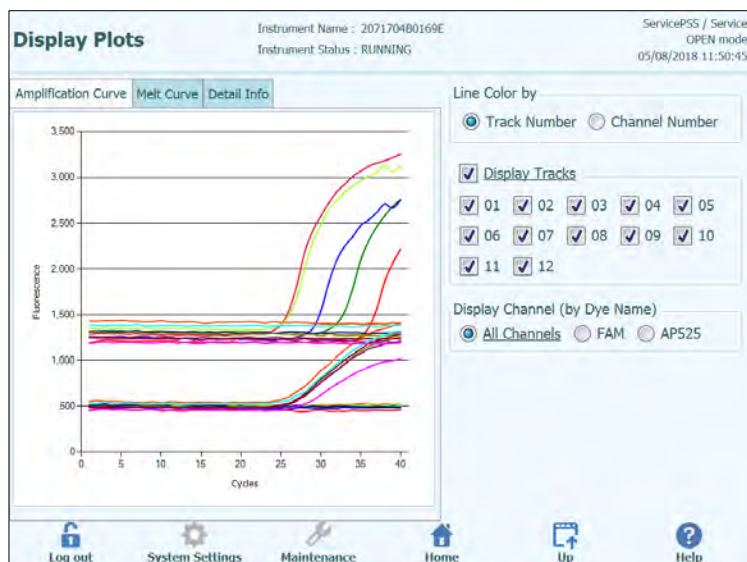 Display Plots
Instrument Name : 2071704B0169E
Instrument Status : RUNNING
ServicePSS / Service
OPEN mode
05/08/2018 11:50:45
Amplification Curve Melt Curve Detail Info
3,500
3,000
2,500
2,000
1,500
1,000
500
0
Fluorescence
0 5 10 15 20 25 30 35 40
Cycles
Line Color by
Track Number Channel Number
Display Tracks
01 02 03 04 05
06 07 08 09 10
11 12
Display Channel (by Dye Name)
All Channels FAM AP525
Log out System Settings Maintenance Home Up Help